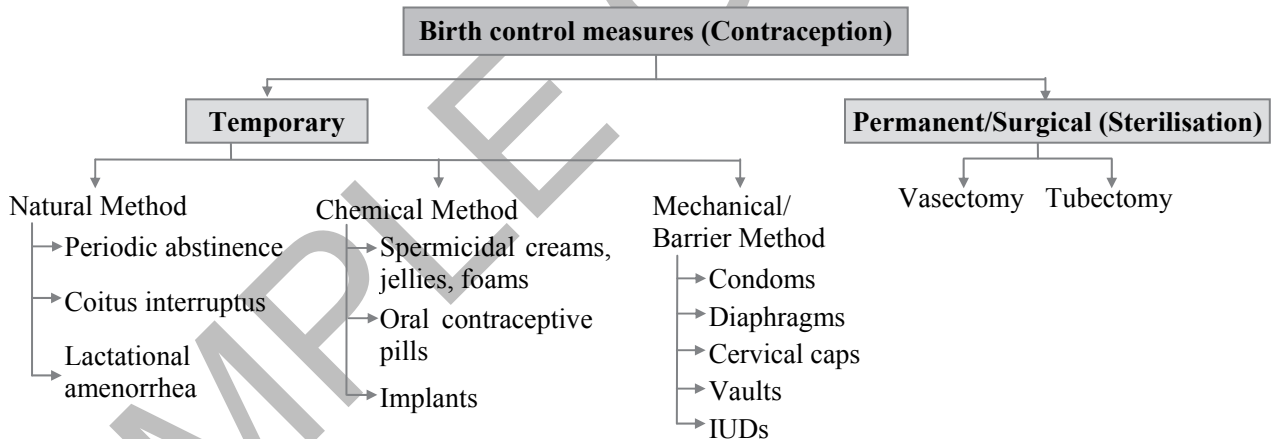 Birth control measures (Contraception)
Temporary
Permanent/Surgical (Sterilisation)
Natural Method
Periodic abstinence
Coitus interruptus
Lactational
amenorrhea
Chemical Method
Spermicidal creams,
jellies, foams
Oral contraceptive
pills
Implants
Mechanical/
Barrier Method
Condoms
Diaphragms
Cervical caps
Vaults
IUDs
Vasectomy
Tubectomy
MPLE